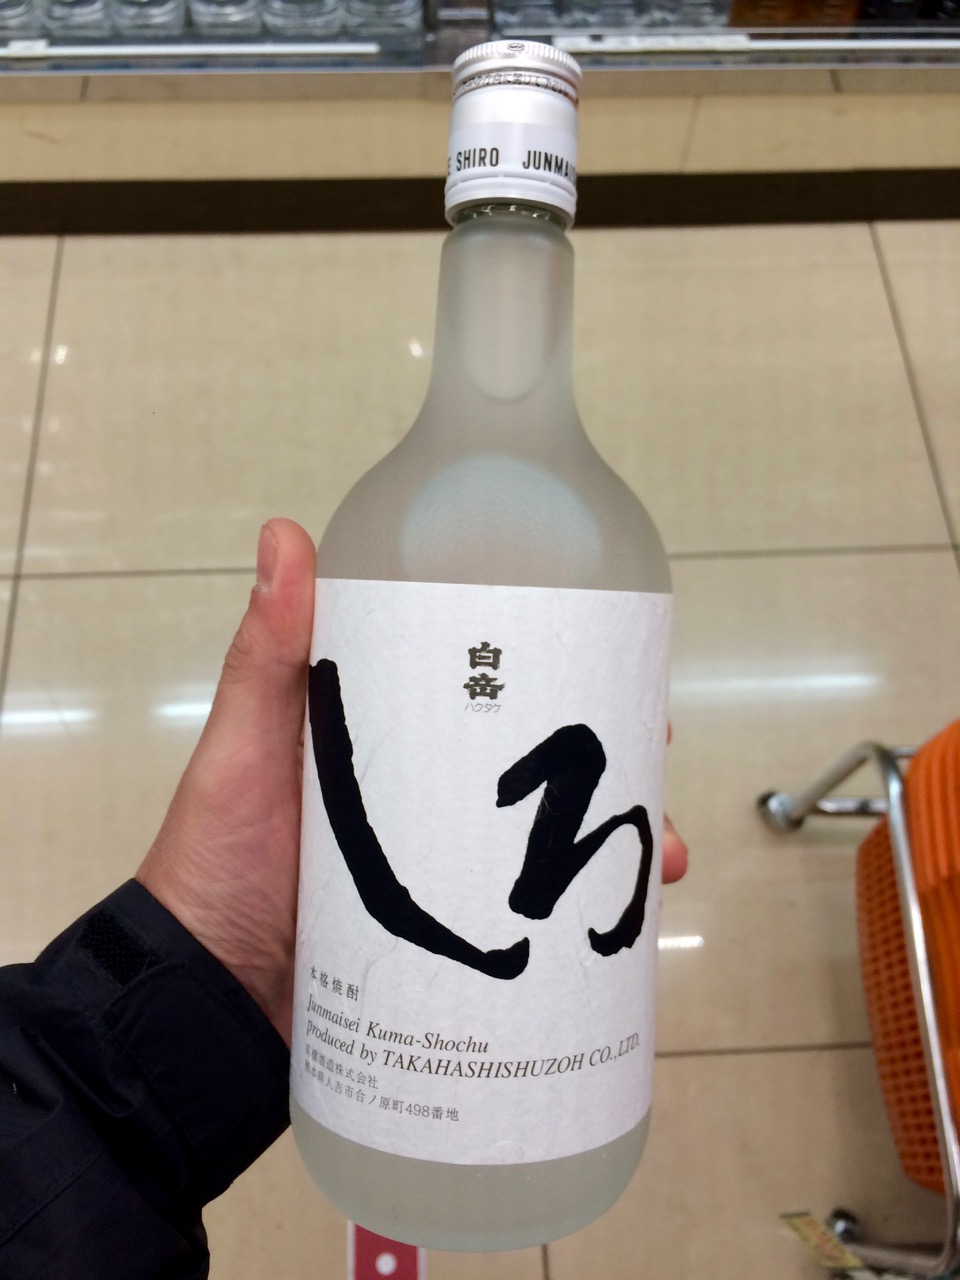 SHIRO JUNMAI
白岳
ハクタケ
しろ
本格焼酎
Junmaisei Kuma-Shochu
produced by TAKAHASHISHUZOH CO.,LTD.
高橋酒造株式会社
熊本県人吉市合ノ原町498番地